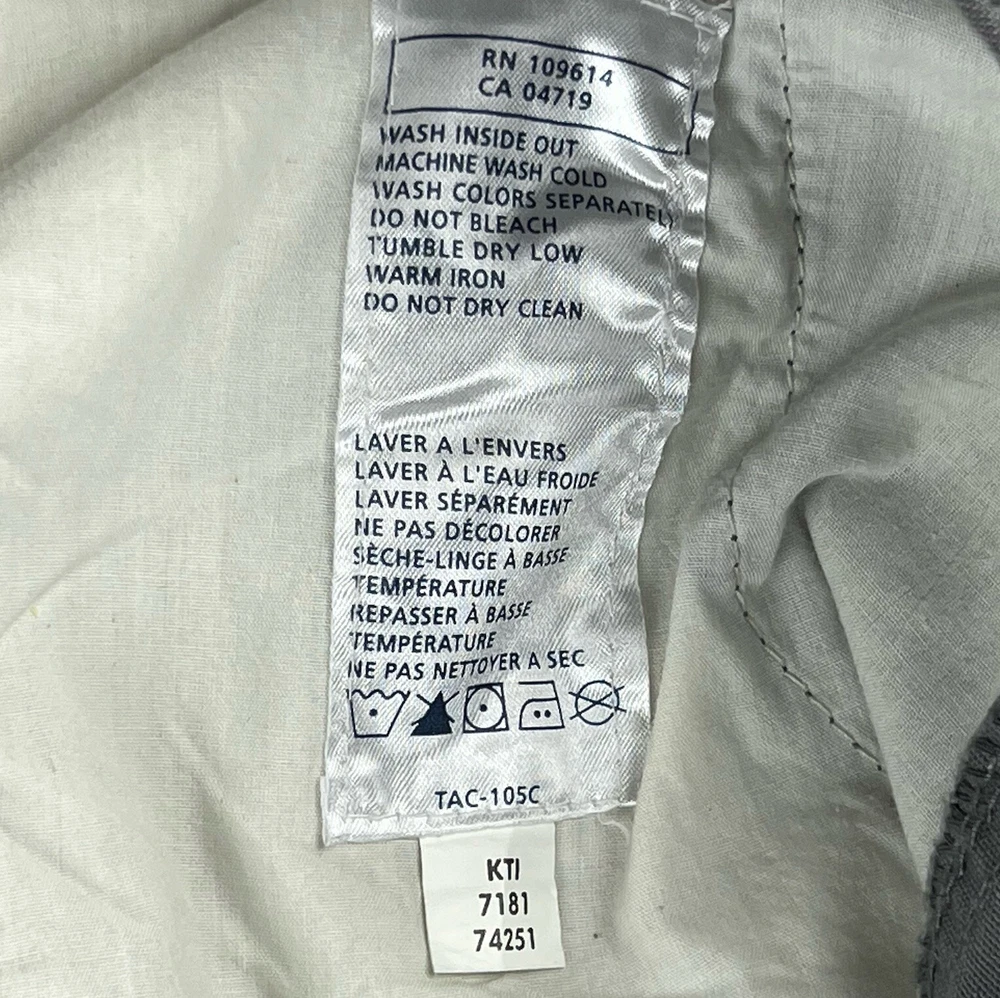 RN 109614
CA 04719
WASH INSIDE OUT
MACHINE WASH COLD
WASH COLORS SEPARATELY
DO NOT BLEACH
TUMBLE DRY LOW
WARM IRON
DO NOT DRY CLEAN
LAVER A L'ENVERS
LAVER À L'EAU FROIDE
LAVER SÉPARÉMENT
NE PAS DÉCOLORER
SÈCHE-LINGE À BASSE
TEMPÉRATURE
REPASSER À BASSE
TEMPÉRATURE
NE PAS NETTOYER A SEC
TAC-105C
KTI
7181
74251